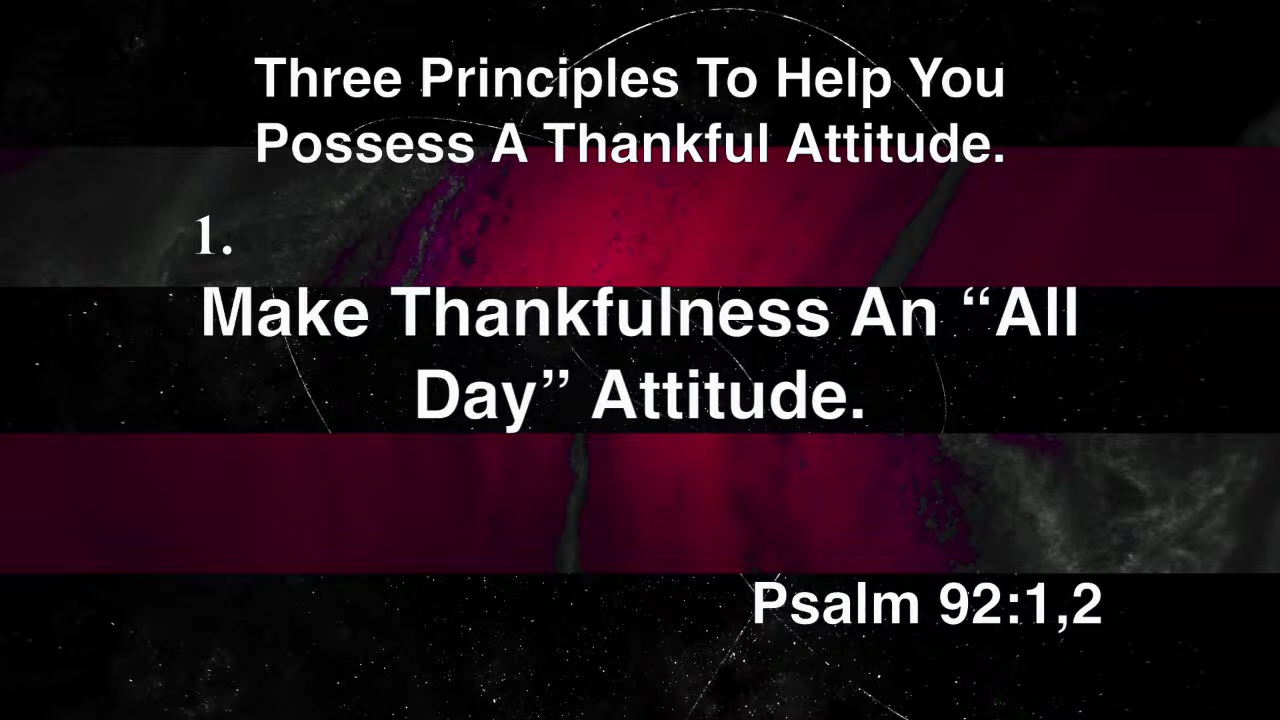 Three Principles To Help You
Possess A Thankful Attitude.
1.
Make Thankfulness An “All
Day” Attitude.
Psalm 92:1,2